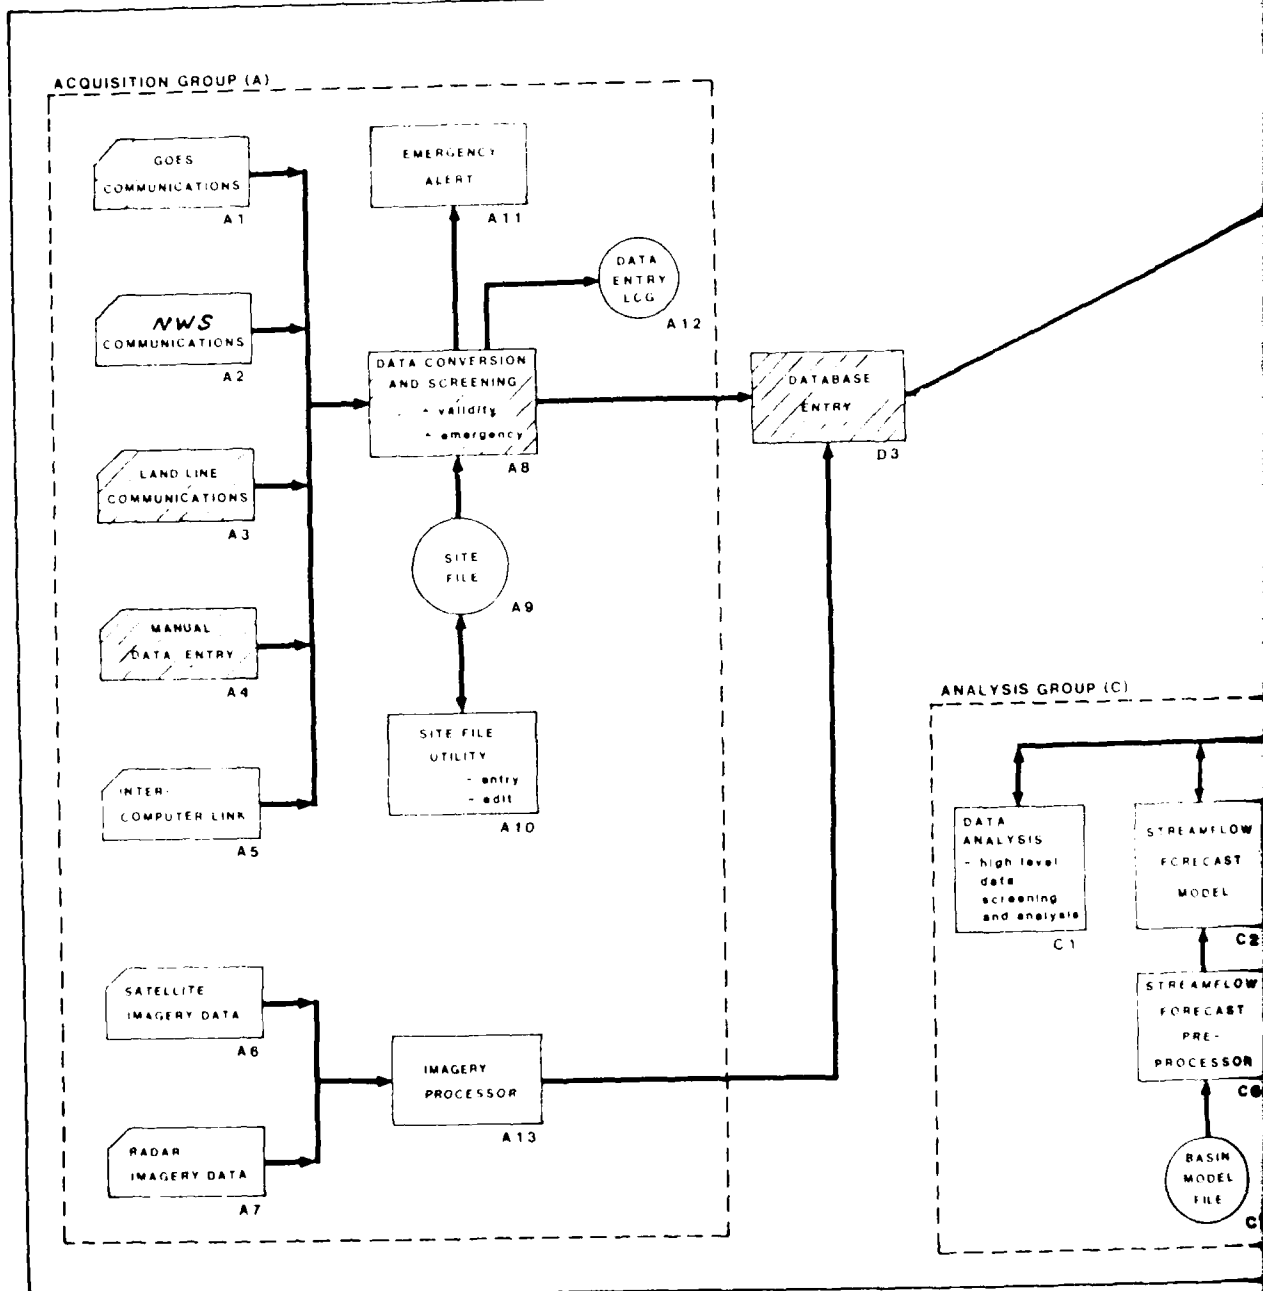 ACQUISITION GROUP (A)
GOES
COMMUNICATIONS
A1
NWS
COMMUNICATIONS
A2
LAND LINE
COMMUNICATIONS
A3
MANUAL
DATA ENTRY
A4
INTER-
COMPUTER LINK
A5
SATELLITE
IMAGERY DATA
A6
RADAR
IMAGERY DATA
A7
EMERGENCY
ALERT
A11
DATA
ENTRY
LOG
A12
DATA CONVERSION
AND SCREENING
+ validity
+ emergency
A8
SITE
FILE
A9
SITE FILE
UTILITY
- entry
- edit
A10
IMAGERY
PROCESSOR
A13
DATABASE
ENTRY
D3
ANALYSIS GROUP (C)
DATA
ANALYSIS
- high level
data
screening
and analysis
C1
STREAMFLOW
FORECAST
MODEL
C2
STREAMFLOW
FORECAST
PRE-
PROCESSOR
C6
BASIN
MODEL
FILE
C